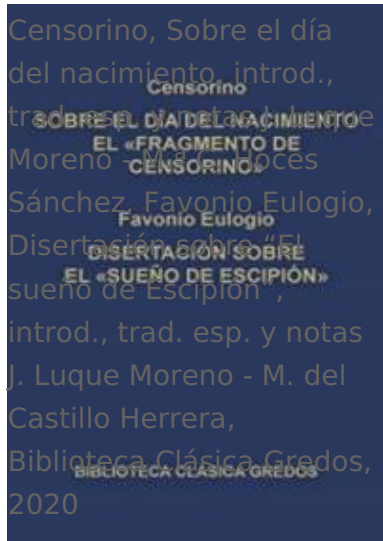 Censorino, Sobre el día
del nacimiento, introd.,
trad. esp. y notas J. Luque
Moreno - M.ª C. Hoces
Sánchez, Favonio Eulogio,
Disertación sobre “El
sueño de Escipión”,
introd., trad. esp. y notas
J. Luque Moreno - M. del
Castillo Herrera,
Biblioteca Clásica Gredos,
2020
Censorino
SOBRE EL DÍA DEL NACIMIENTO
EL «FRAGMENTO DE
CENSORINO»
Favonio Eulogio
DISERTACIÓN SOBRE
EL «SUEÑO DE ESCIPIÓN»
BIBLIOTECA CLÁSICA GREDOS